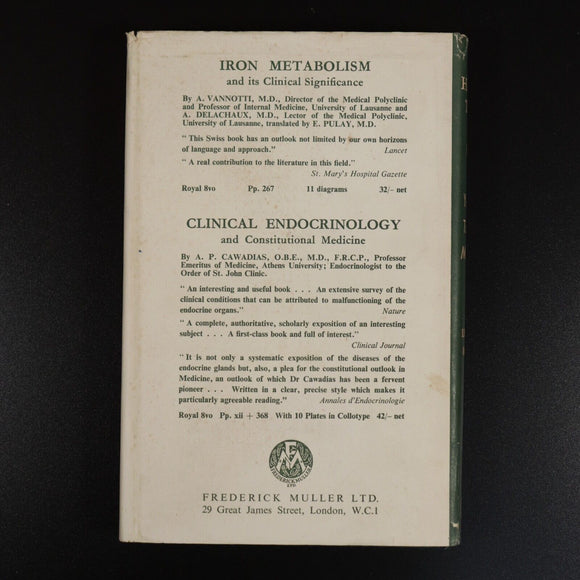 IRON METABOLISM
and its Clinical Significance
By A. VANNOTTI, M.D., Director of the Medical Polyclinic
and Professor of Internal Medicine, University of Lausanne and
A. DELACHAUX, M.D., Lector of the Medical Polyclinic,
University of Lausanne, translated by E. PULAY, M.D.
"This Swiss book has an outlook not limited by our own horizons
of language and approach." Lancet
"A real contribution to the literature in this field."
St. Mary's Hospital Gazette
Royal 8vo Pp. 267 11 diagrams 32/- net
CLINICAL ENDOCRINOLOGY
and Constitutional Medicine
By A. P. CAWADIAS, O.B.E., M.D., F.R.C.P., Professor
Emeritus of Medicine, Athens University; Endocrinologist to the
Order of St. John Clinic.
"An interesting and useful book . . . An extensive survey of the
clinical conditions that can be attributed to malfunctioning of the
endocrine organs." Nature
"A complete, authoritative, scholarly exposition of an interesting
subject . . . A first-class book and full of interest."
Clinical Journal
"It is not only a systematic exposition of the diseases of the
endocrine glands but, also, a plea for the constitutional outlook in
Medicine, an outlook of which Dr Cawadias has been a fervent
pioneer . . . Written in a clear, precise style which makes it
particularly agreeable reading." Annales d'Endocrinologie
Royal 8vo Pp. xii + 368 With 10 Plates in Collotype 42/- net
FREDERICK MULLER
LTD.
FREDERICK MULLER LTD.
29 Great James Street, London, W.C.1